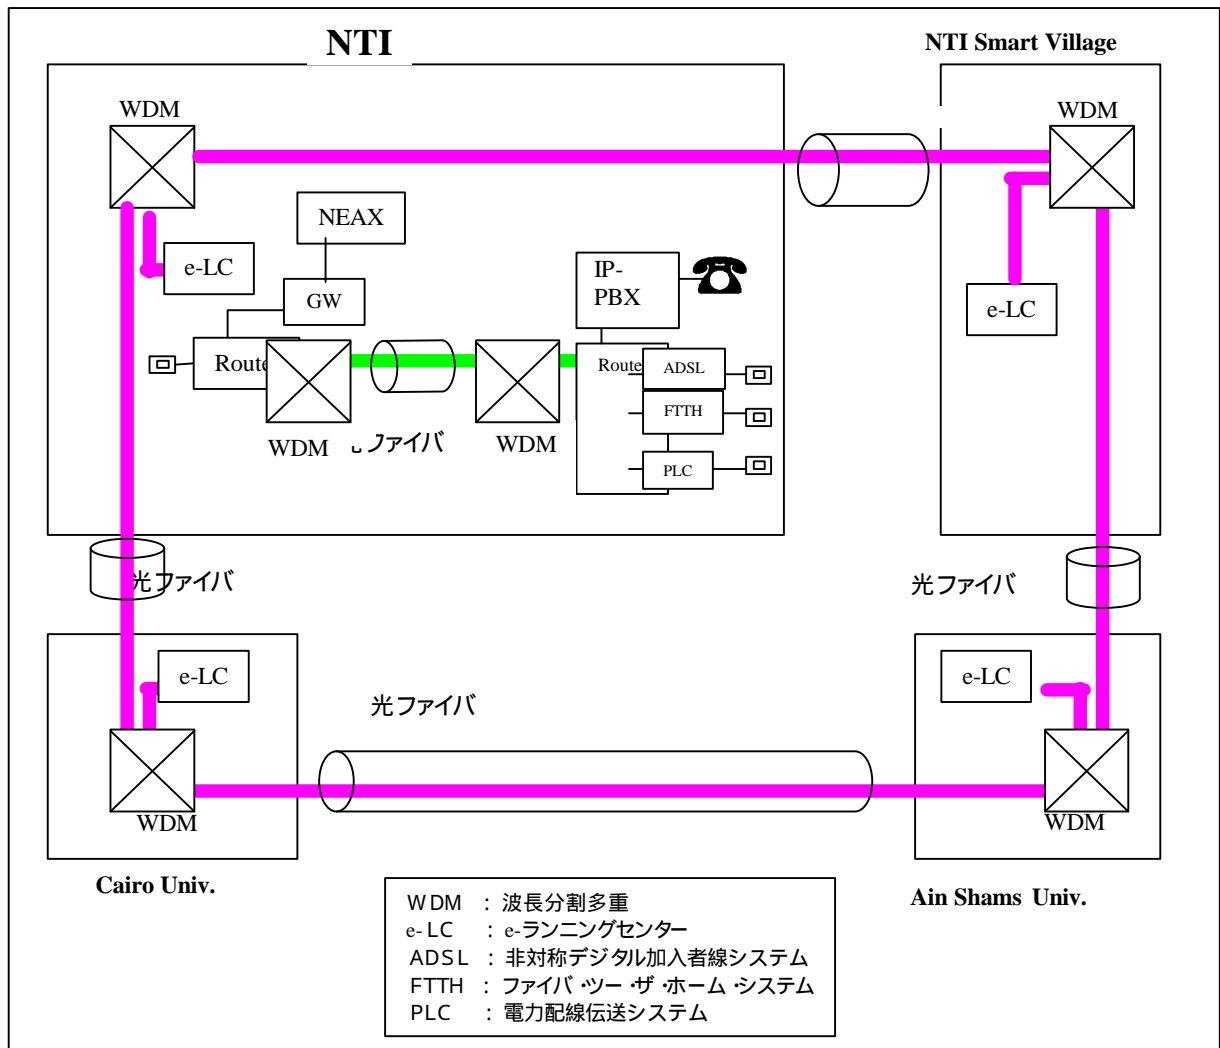 NTI
NTI Smart Village
WDM
WDM
NEAX
e-LC
IP-
PBX
GW
e-LC
Route
Route
ADSL
FTTH
PLC
WDM
ファイバ
WDM
光ファイバ
光ファイバ
e-LC
e-LC
光ファイバ
WDM
WDM
Cairo Univ.
Ain Shams Univ.
WDM : 波長分割多重
e-LC : e-ランニングセンター
ADSL : 非対称デジタル加入者線システム
FTTH : ファイバ・ツー・ザ・ホーム・システム
PLC : 電力配線伝送システム